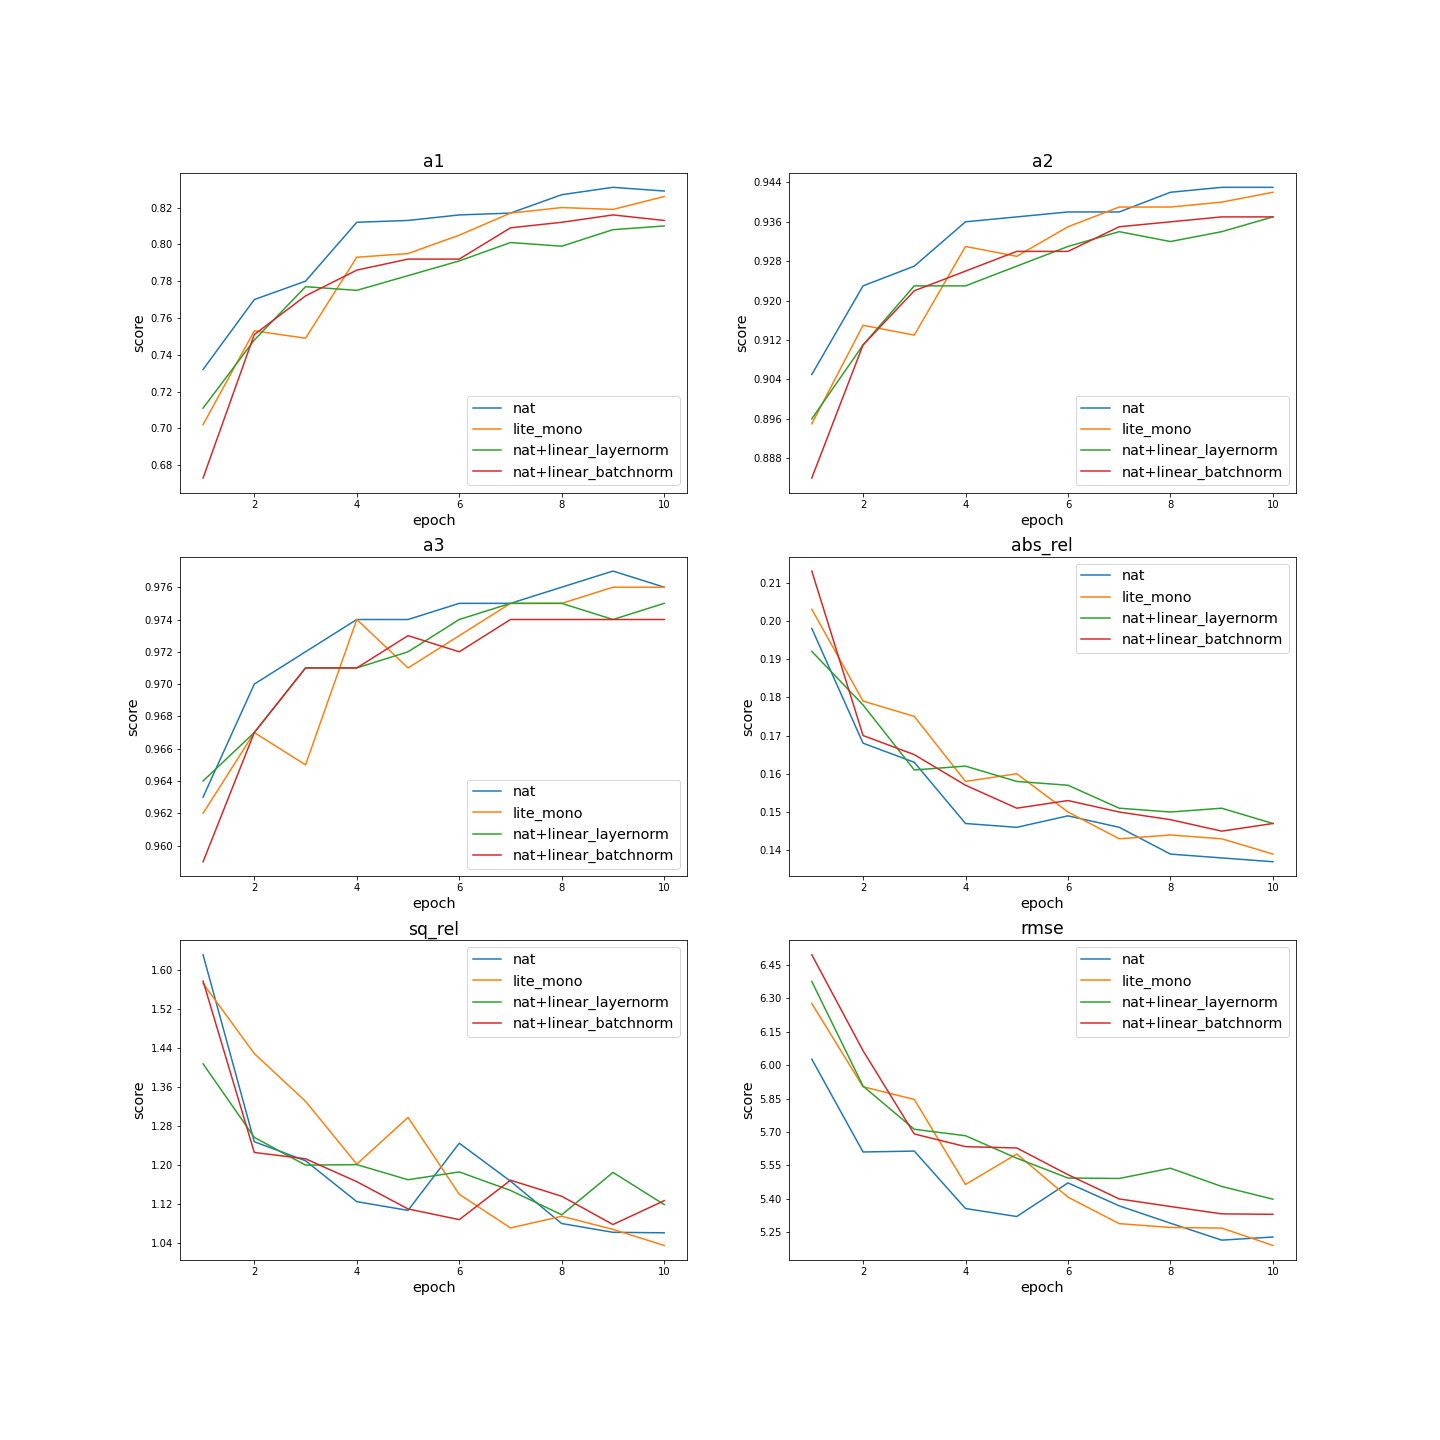 a1
0.82
0.80
0.78
0.76
0.74
0.72
0.70
0.68
score
2 4 6 8 10
epoch
nat
lite_mono
nat+linear_layernorm
nat+linear_batchnorm
a2
0.944
0.936
0.928
0.920
0.912
0.904
0.896
0.888
score
2 4 6 8 10
epoch
nat
lite_mono
nat+linear_layernorm
nat+linear_batchnorm
a3
0.976
0.974
0.972
0.970
0.968
0.966
0.964
0.962
0.960
score
2 4 6 8 10
epoch
nat
lite_mono
nat+linear_layernorm
nat+linear_batchnorm
abs_rel
0.21
0.20
0.19
0.18
0.17
0.16
0.15
0.14
score
2 4 6 8 10
epoch
nat
lite_mono
nat+linear_layernorm
nat+linear_batchnorm
sq_rel
1.60
1.52
1.44
1.36
1.28
1.20
1.12
1.04
score
2 4 6 8 10
epoch
nat
lite_mono
nat+linear_layernorm
nat+linear_batchnorm
rmse
6.45
6.30
6.15
6.00
5.85
5.70
5.55
5.40
5.25
score
2 4 6 8 10
epoch
nat
lite_mono
nat+linear_layernorm
nat+linear_batchnorm